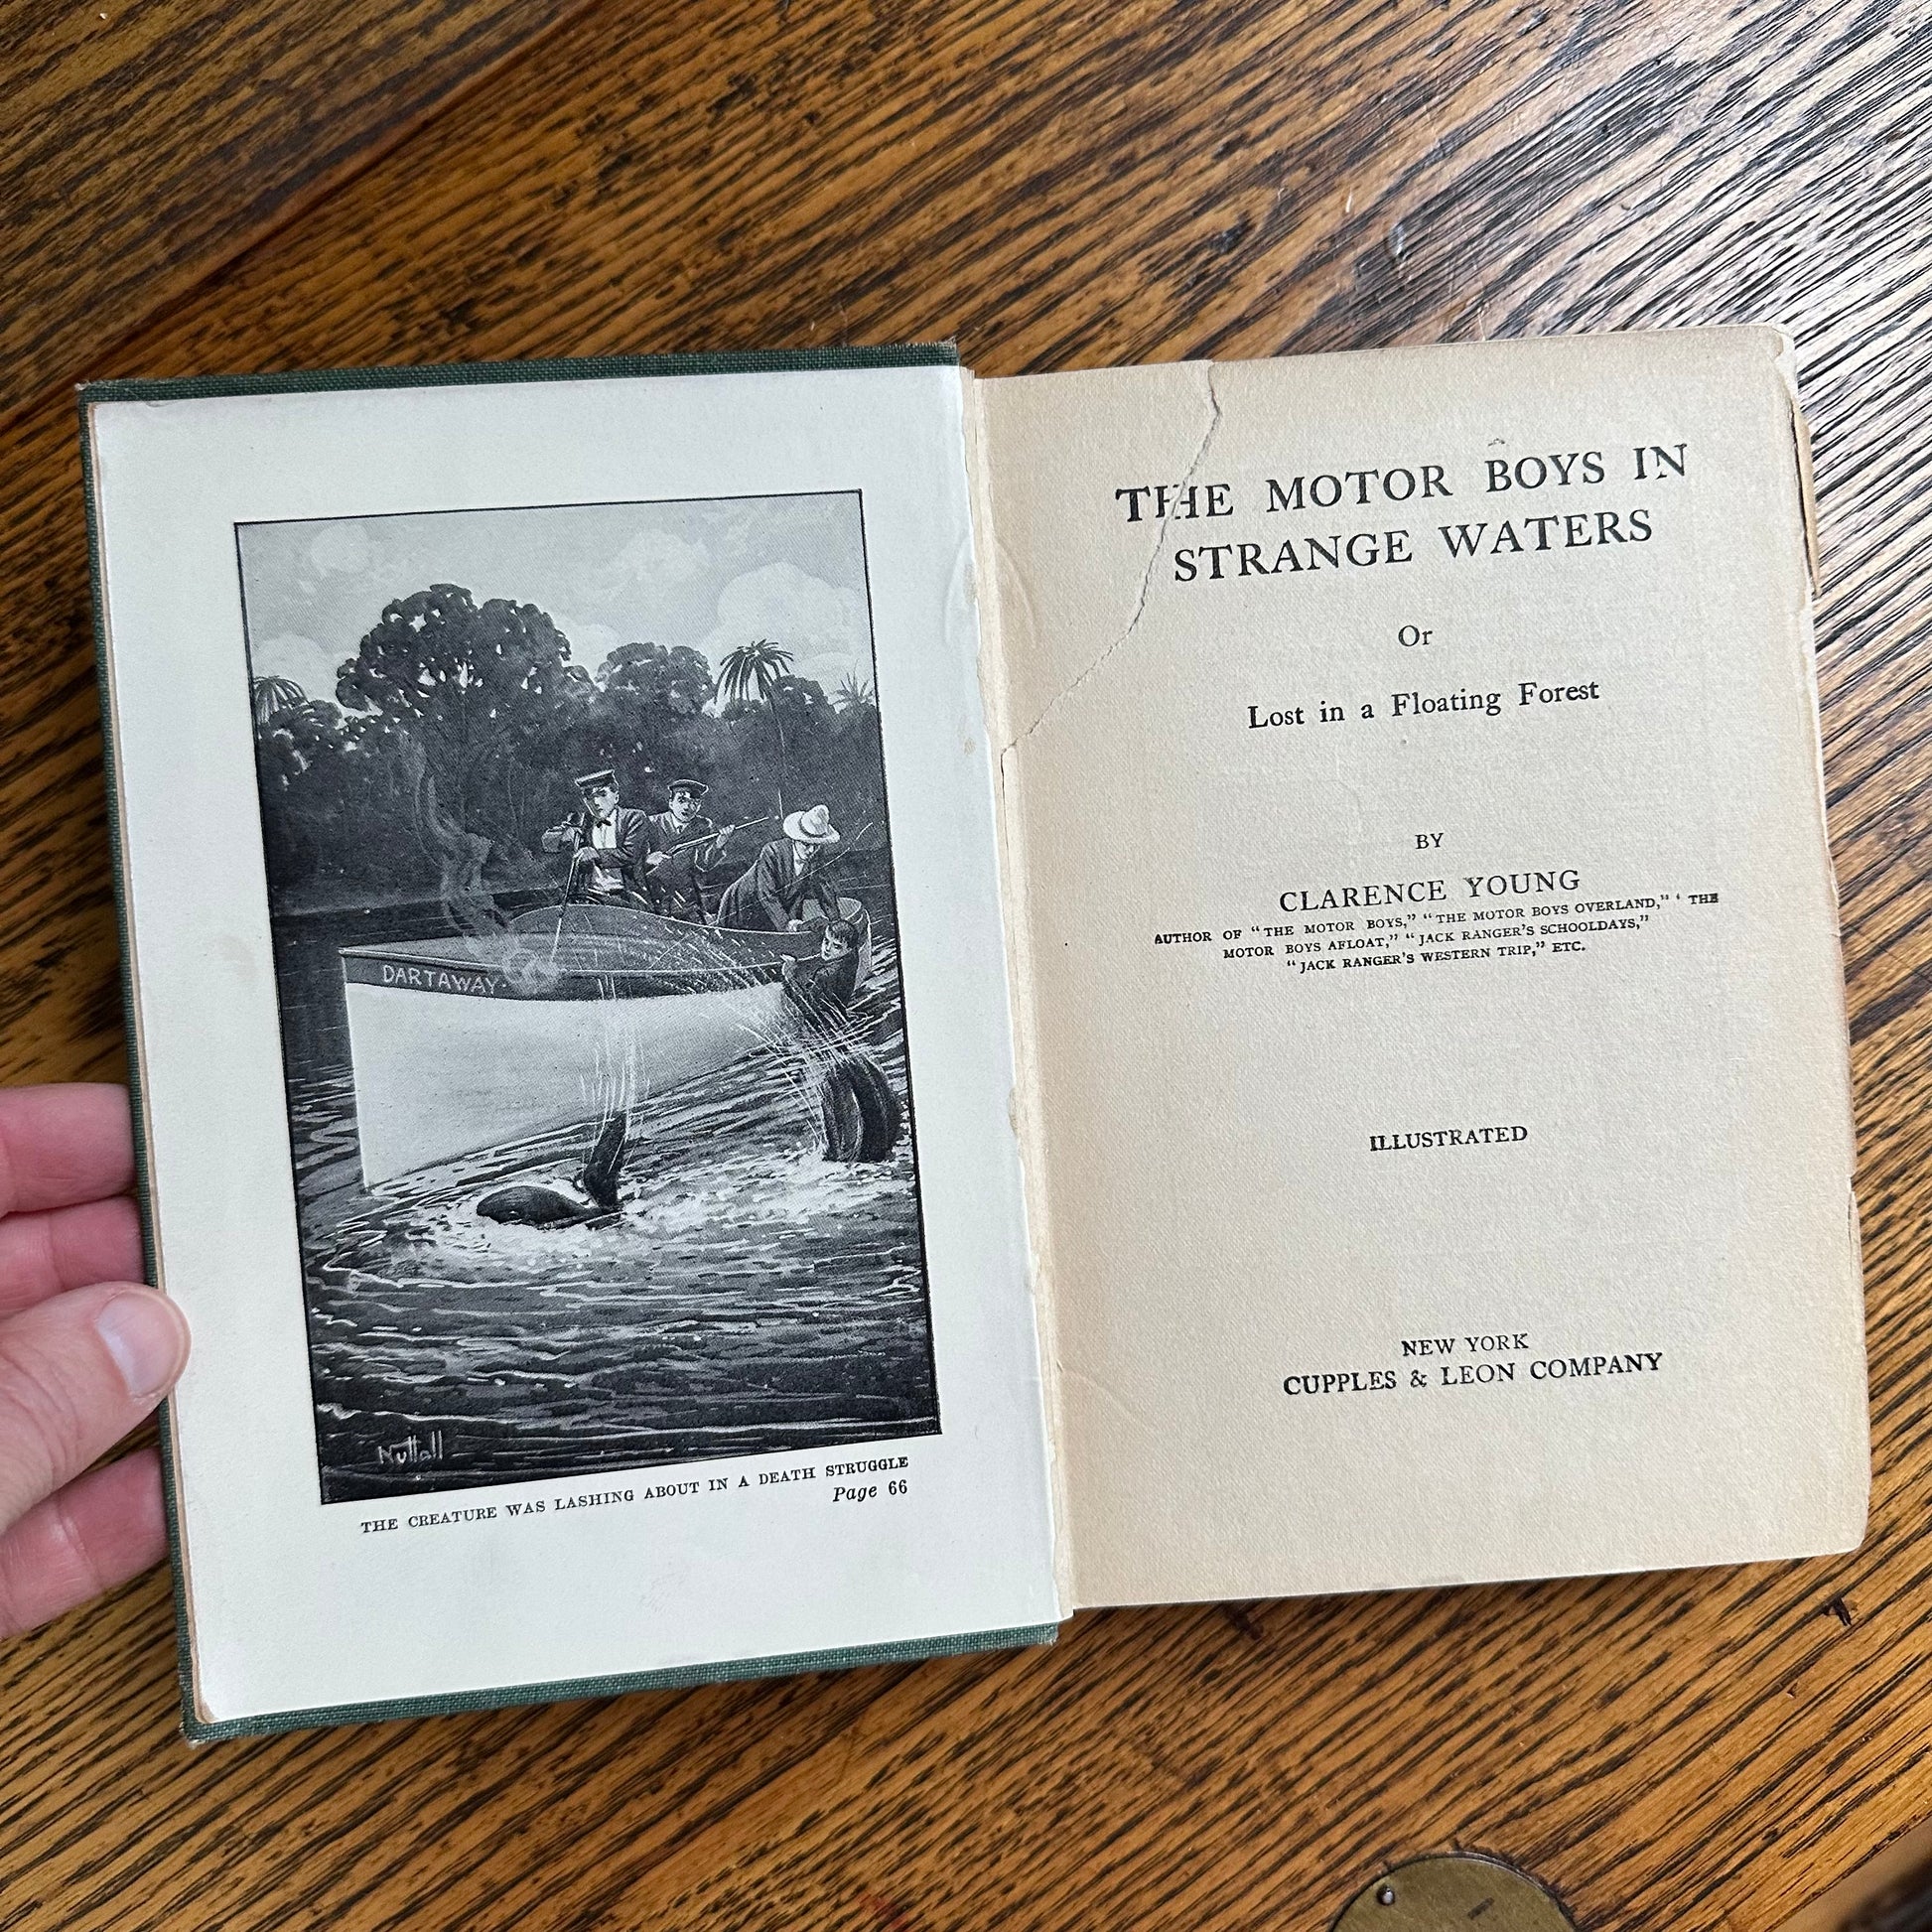 DARTAWAY
Nuttall
THE CREATURE WAS LASHING ABOUT IN A DEATH STRUGGLE
Page 66
THE MOTOR BOYS IN
STRANGE WATERS
Or
Lost in a Floating Forest
BY
CLARENCE YOUNG
AUTHOR OF "THE MOTOR BOYS," "THE MOTOR BOYS OVERLAND," ' THE
MOTOR BOYS AFLOAT," "JACK RANGER'S SCHOOLDAYS,"
"JACK RANGER'S WESTERN TRIP," ETC.
ILLUSTRATED
NEW YORK
CUPPLES & LEON COMPANY